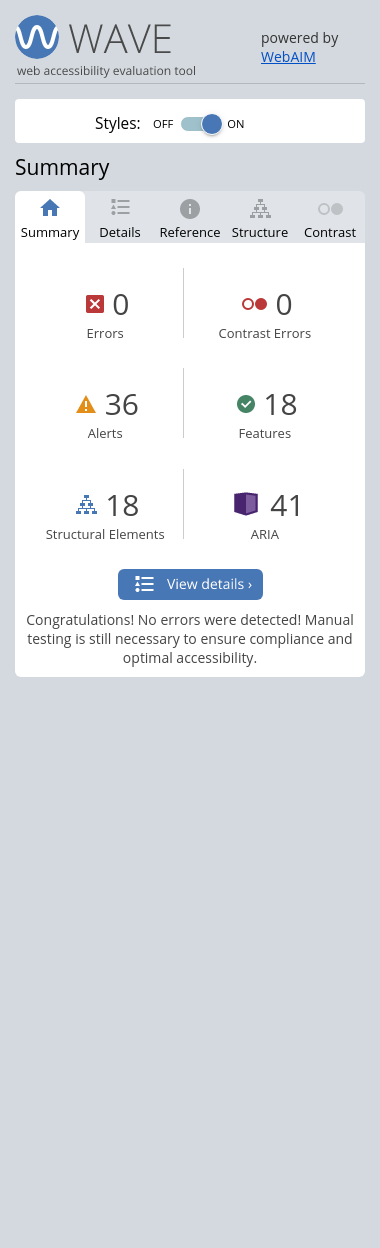 WAVE
web accessibility evaluation tool
powered by
WebAIM
Styles: OFF ON
Summary
Summary Details Reference Structure Contrast
0 0
Errors Contrast Errors
36 18
Alerts Features
18 41
Structural Elements ARIA
View details ›
Congratulations! No errors were detected! Manual
testing is still necessary to ensure compliance and
optimal accessibility.